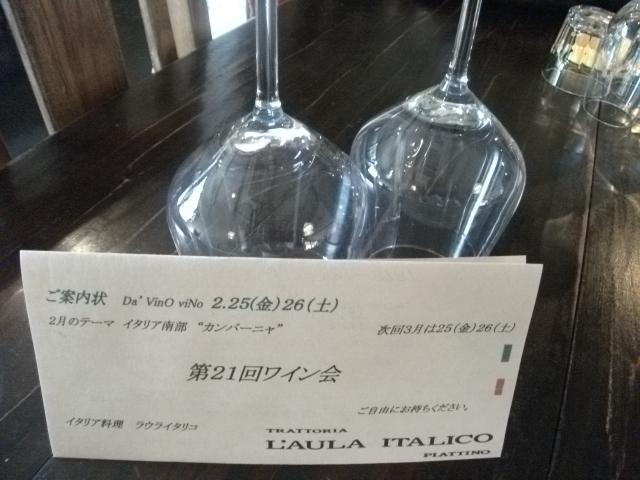 ご案内状 Da' VinO viNo 2.25(金)26(土)
2月のテーマ イタリア南部 “カンパーニャ” 次回3月は25(金)26(土)
第21回ワイン会
ご自由にお持ちください。
イタリア料理 ラウライタリコ
TRATTORIA
L'AULA ITALICO
PIATTINO